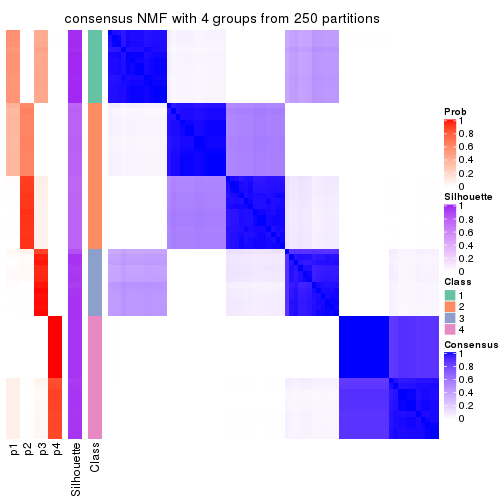 consensus NMF with 4 groups from 250 partitions
Prob
1
0.8
0.6
0.4
0.2
0
Silhouette
1
0.8
0.6
0.4
0.2
0
Class
1
2
3
4
Consensus
1
0.8
0.6
0.4
0.2
0
p1
p2
p3
p4
Silhouette
Class